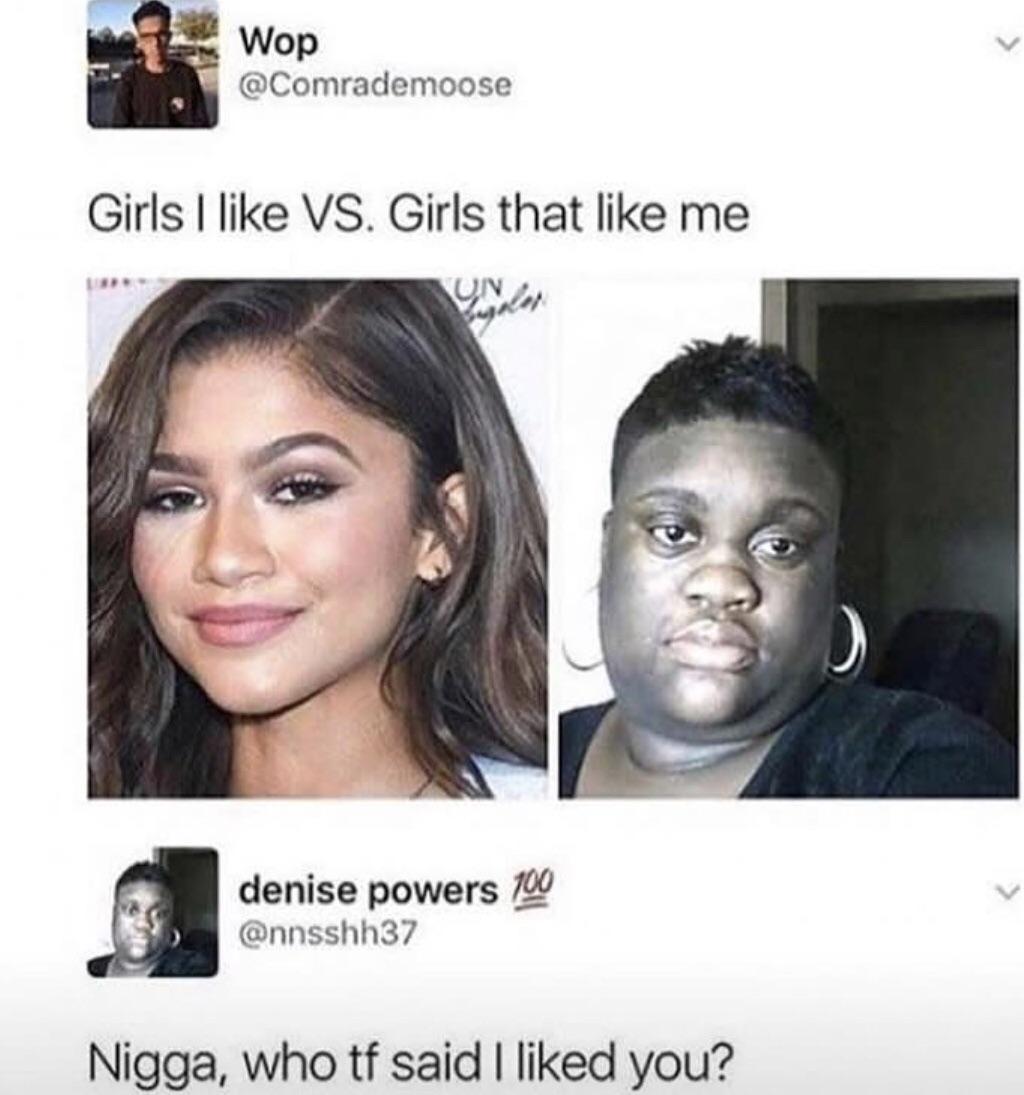 Wop
@Comrademoose
Girls I like VS. Girls that like me
denise powers 💯
@nnsshh37
Nigga, who tf said I liked you?